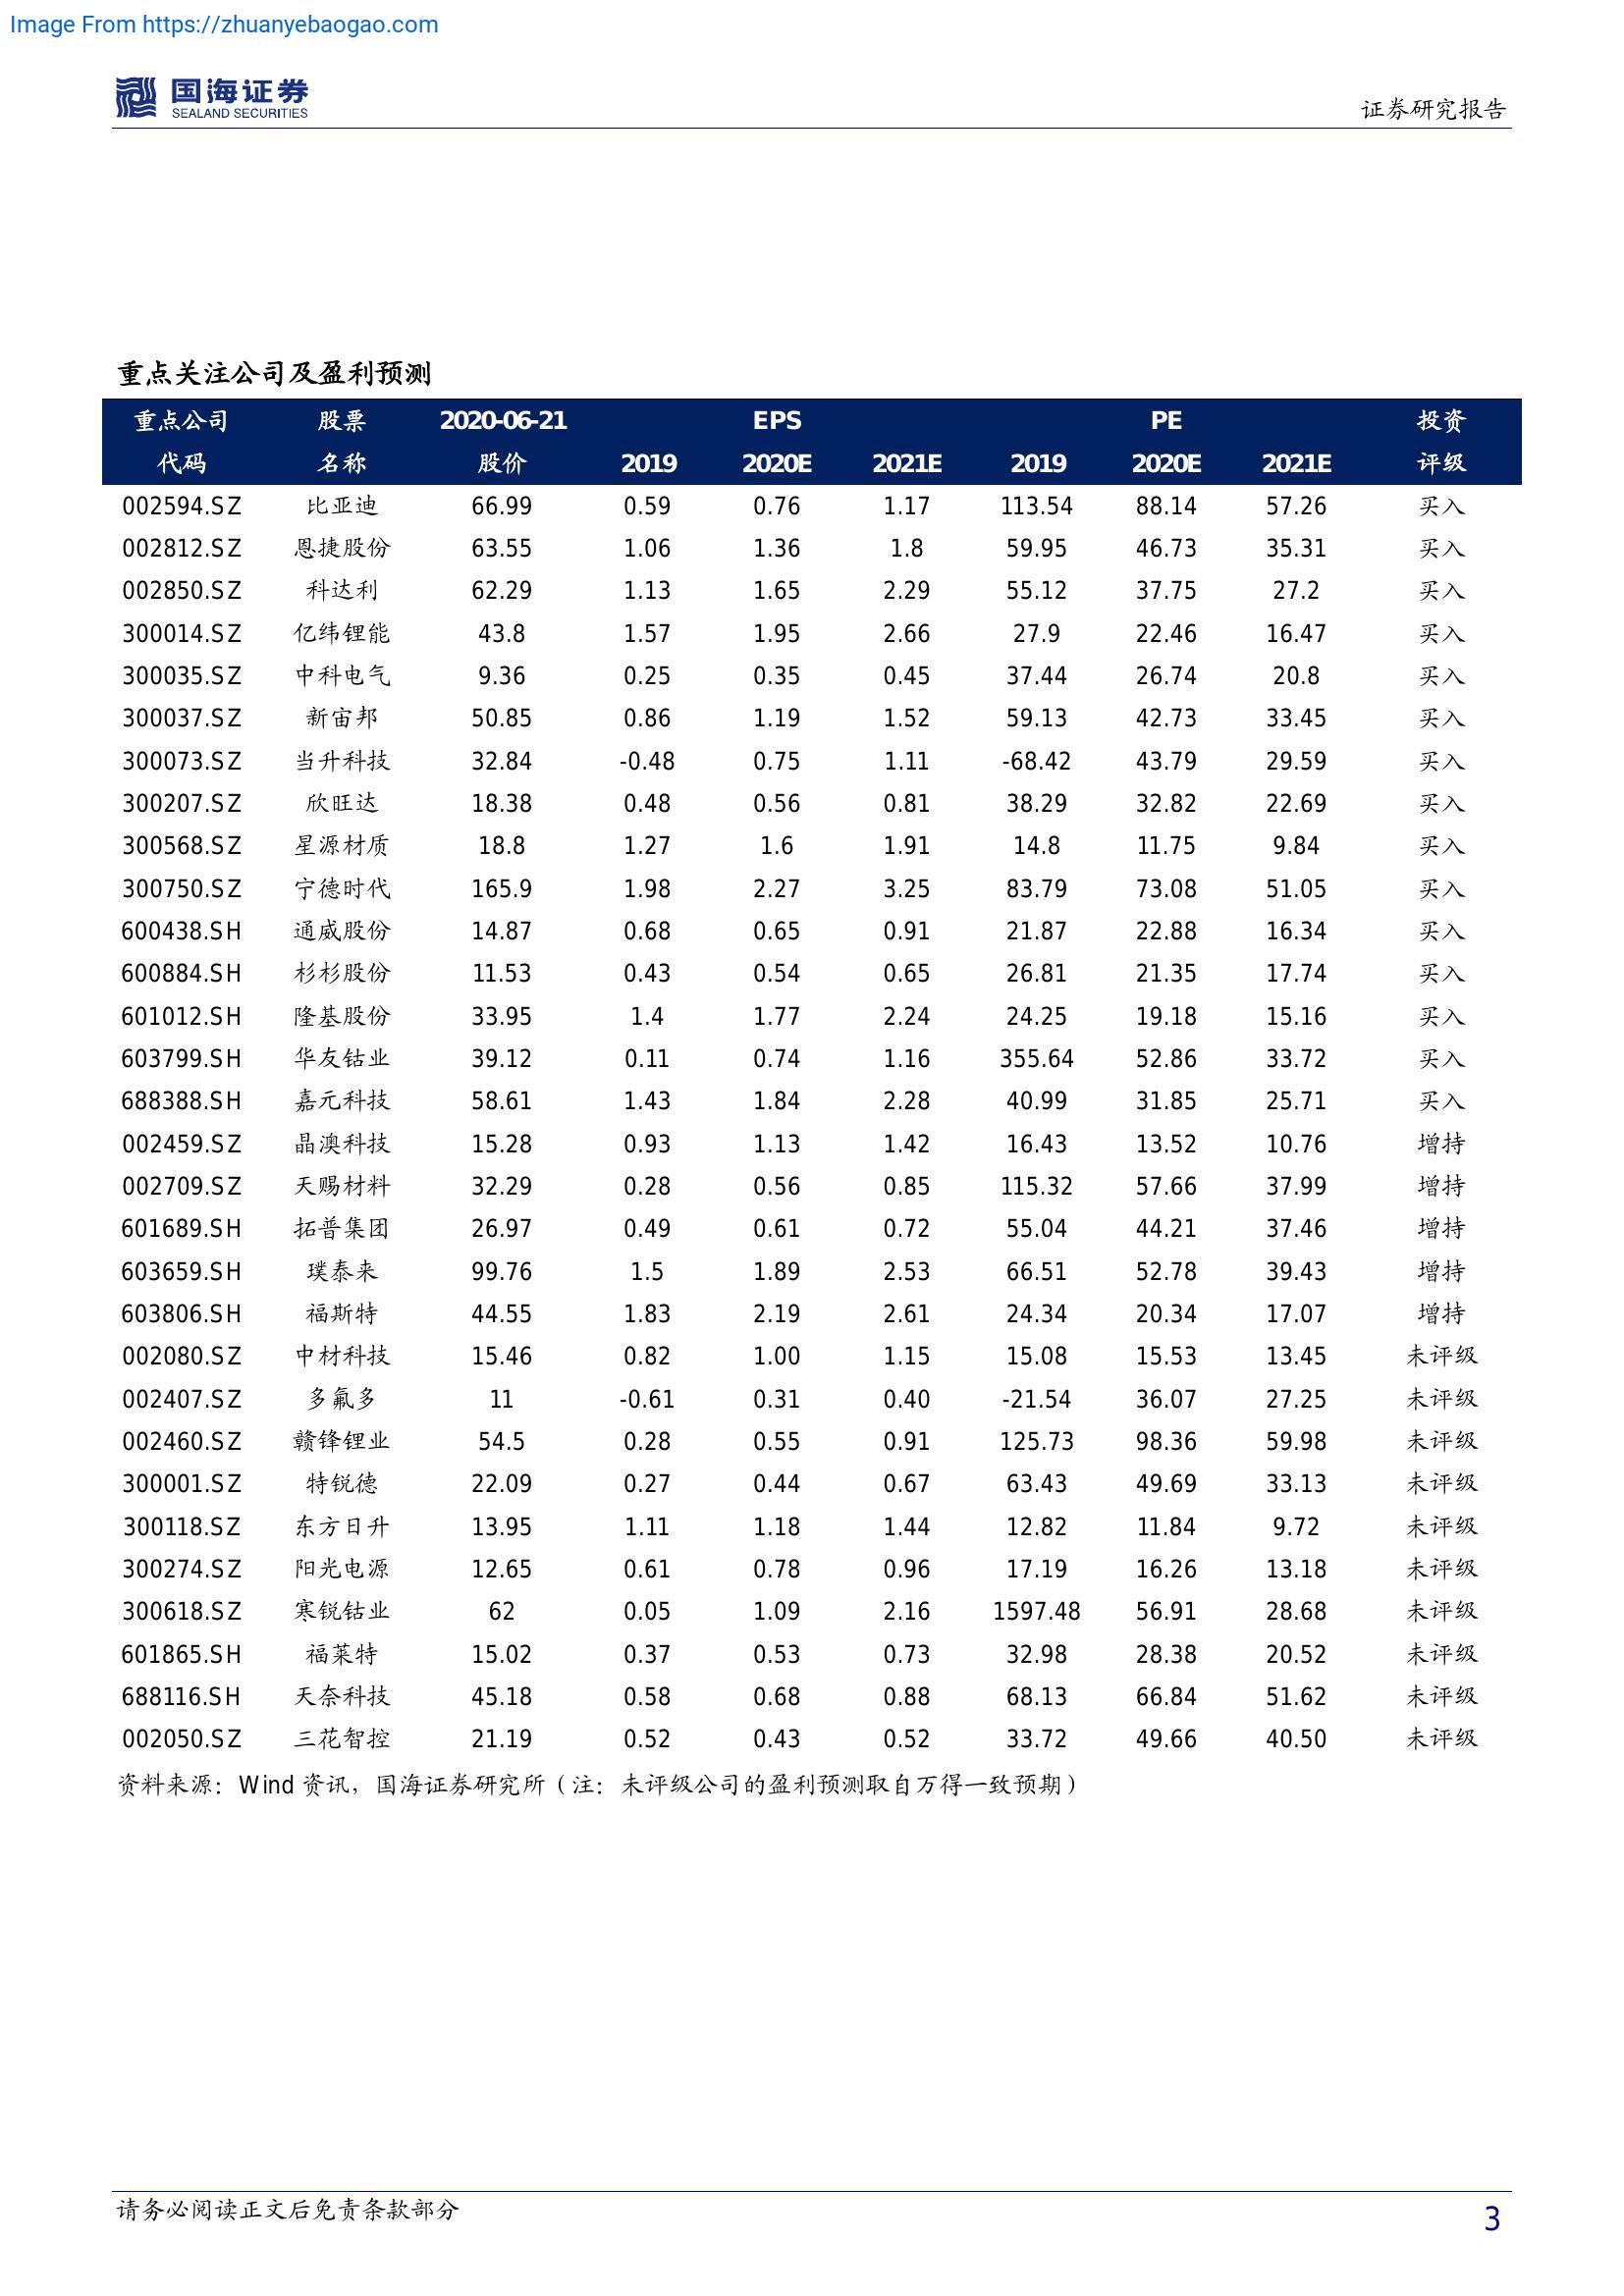 Image From https://zhuanyebaogao.com
国海证券
SEALAND SECURITIES
证券研究报告
重点关注公司及盈利预测
重点公司 股票 2020-06-21 EPS PE 投资
代码 名称 股价 2019 2020E 2021E 2019 2020E 2021E 评级
002594.SZ 比亚迪 66.99 0.59 0.76 1.17 113.54 88.14 57.26 买入
002812.SZ 恩捷股份 63.55 1.06 1.36 1.8 59.95 46.73 35.31 买入
002850.SZ 科达利 62.29 1.13 1.65 2.29 55.12 37.75 27.2 买入
300014.SZ 亿纬锂能 43.8 1.57 1.95 2.66 27.9 22.46 16.47 买入
300035.SZ 中科电气 9.36 0.25 0.35 0.45 37.44 26.74 20.8 买入
300037.SZ 新宙邦 50.85 0.86 1.19 1.52 59.13 42.73 33.45 买入
300073.SZ 当升科技 32.84 -0.48 0.75 1.11 -68.42 43.79 29.59 买入
300207.SZ 欣旺达 18.38 0.48 0.56 0.81 38.29 32.82 22.69 买入
300568.SZ 星源材质 18.8 1.27 1.6 1.91 14.8 11.75 9.84 买入
300750.SZ 宁德时代 165.9 1.98 2.27 3.25 83.79 73.08 51.05 买入
600438.SH 通威股份 14.87 0.68 0.65 0.91 21.87 22.88 16.34 买入
600884.SH 杉杉股份 11.53 0.43 0.54 0.65 26.81 21.35 17.74 买入
601012.SH 隆基股份 33.95 1.4 1.77 2.24 24.25 19.18 15.16 买入
603799.SH 华友钴业 39.12 0.11 0.74 1.16 355.64 52.86 33.72 买入
688388.SH 嘉元科技 58.61 1.43 1.84 2.28 40.99 31.85 25.71 买入
002459.SZ 晶澳科技 15.28 0.93 1.13 1.42 16.43 13.52 10.76 增持
002709.SZ 天赐材料 32.29 0.28 0.56 0.85 115.32 57.66 37.99 增持
601689.SH 拓普集团 26.97 0.49 0.61 0.72 55.04 44.21 37.46 增持
603659.SH 璞泰来 99.76 1.5 1.89 2.53 66.51 52.78 39.43 增持
603806.SH 福斯特 44.55 1.83 2.19 2.61 24.34 20.34 17.07 增持
002080.SZ 中材科技 15.46 0.82 1.00 1.15 15.08 15.53 13.45 未评级
002407.SZ 多氟多 11 -0.61 0.31 0.40 -21.54 36.07 27.25 未评级
002460.SZ 赣锋锂业 54.5 0.28 0.55 0.91 125.73 98.36 59.98 未评级
300001.SZ 特锐德 22.09 0.27 0.44 0.67 63.43 49.69 33.13 未评级
300118.SZ 东方日升 13.95 1.11 1.18 1.44 12.82 11.84 9.72 未评级
300274.SZ 阳光电源 12.65 0.61 0.78 0.96 17.19 16.26 13.18 未评级
300618.SZ 寒锐钴业 62 0.05 1.09 2.16 1597.48 56.91 28.68 未评级
601865.SH 福莱特 15.02 0.37 0.53 0.73 32.98 28.38 20.52 未评级
688116.SH 天奈科技 45.18 0.58 0.68 0.88 68.13 66.84 51.62 未评级
002050.SZ 三花智控 21.19 0.52 0.43 0.52 33.72 49.66 40.50 未评级
资料来源：Wind 资讯，国海证券研究所（注：未评级公司的盈利预测取自万得一致预期）
请务必阅读正文后免责条款部分
3